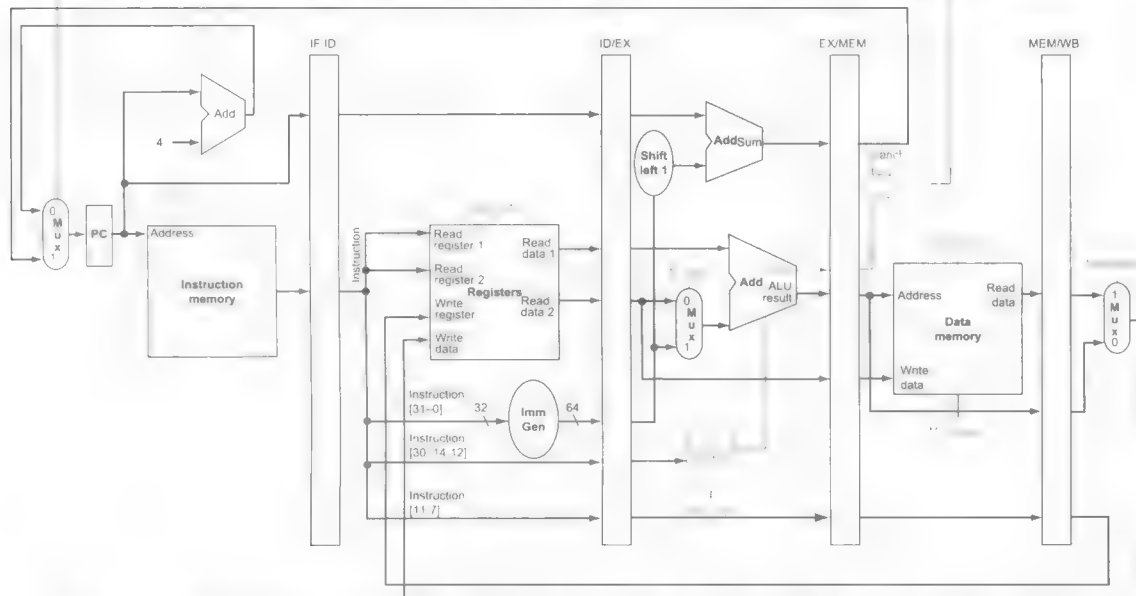 IF ID
ID/EX
EX/MEM
MEM/WB
Add
4
Add Sum
Shift
left 1
0
M
u
x
1
PC
Address
Instruction
memory
Instruction
Read
register 1
Read
data 1
Read
register 2
Registers
Write
register
Read
data 2
Write
data
0
M
u
x
1
Add
ALU
result
Address
Read
data
Data
memory
Write
data
1
M
u
x
0
Instruction
[31–0]
32
Imm
Gen
64
Instruction
[30, 14-12]
Instruction
[11-7]